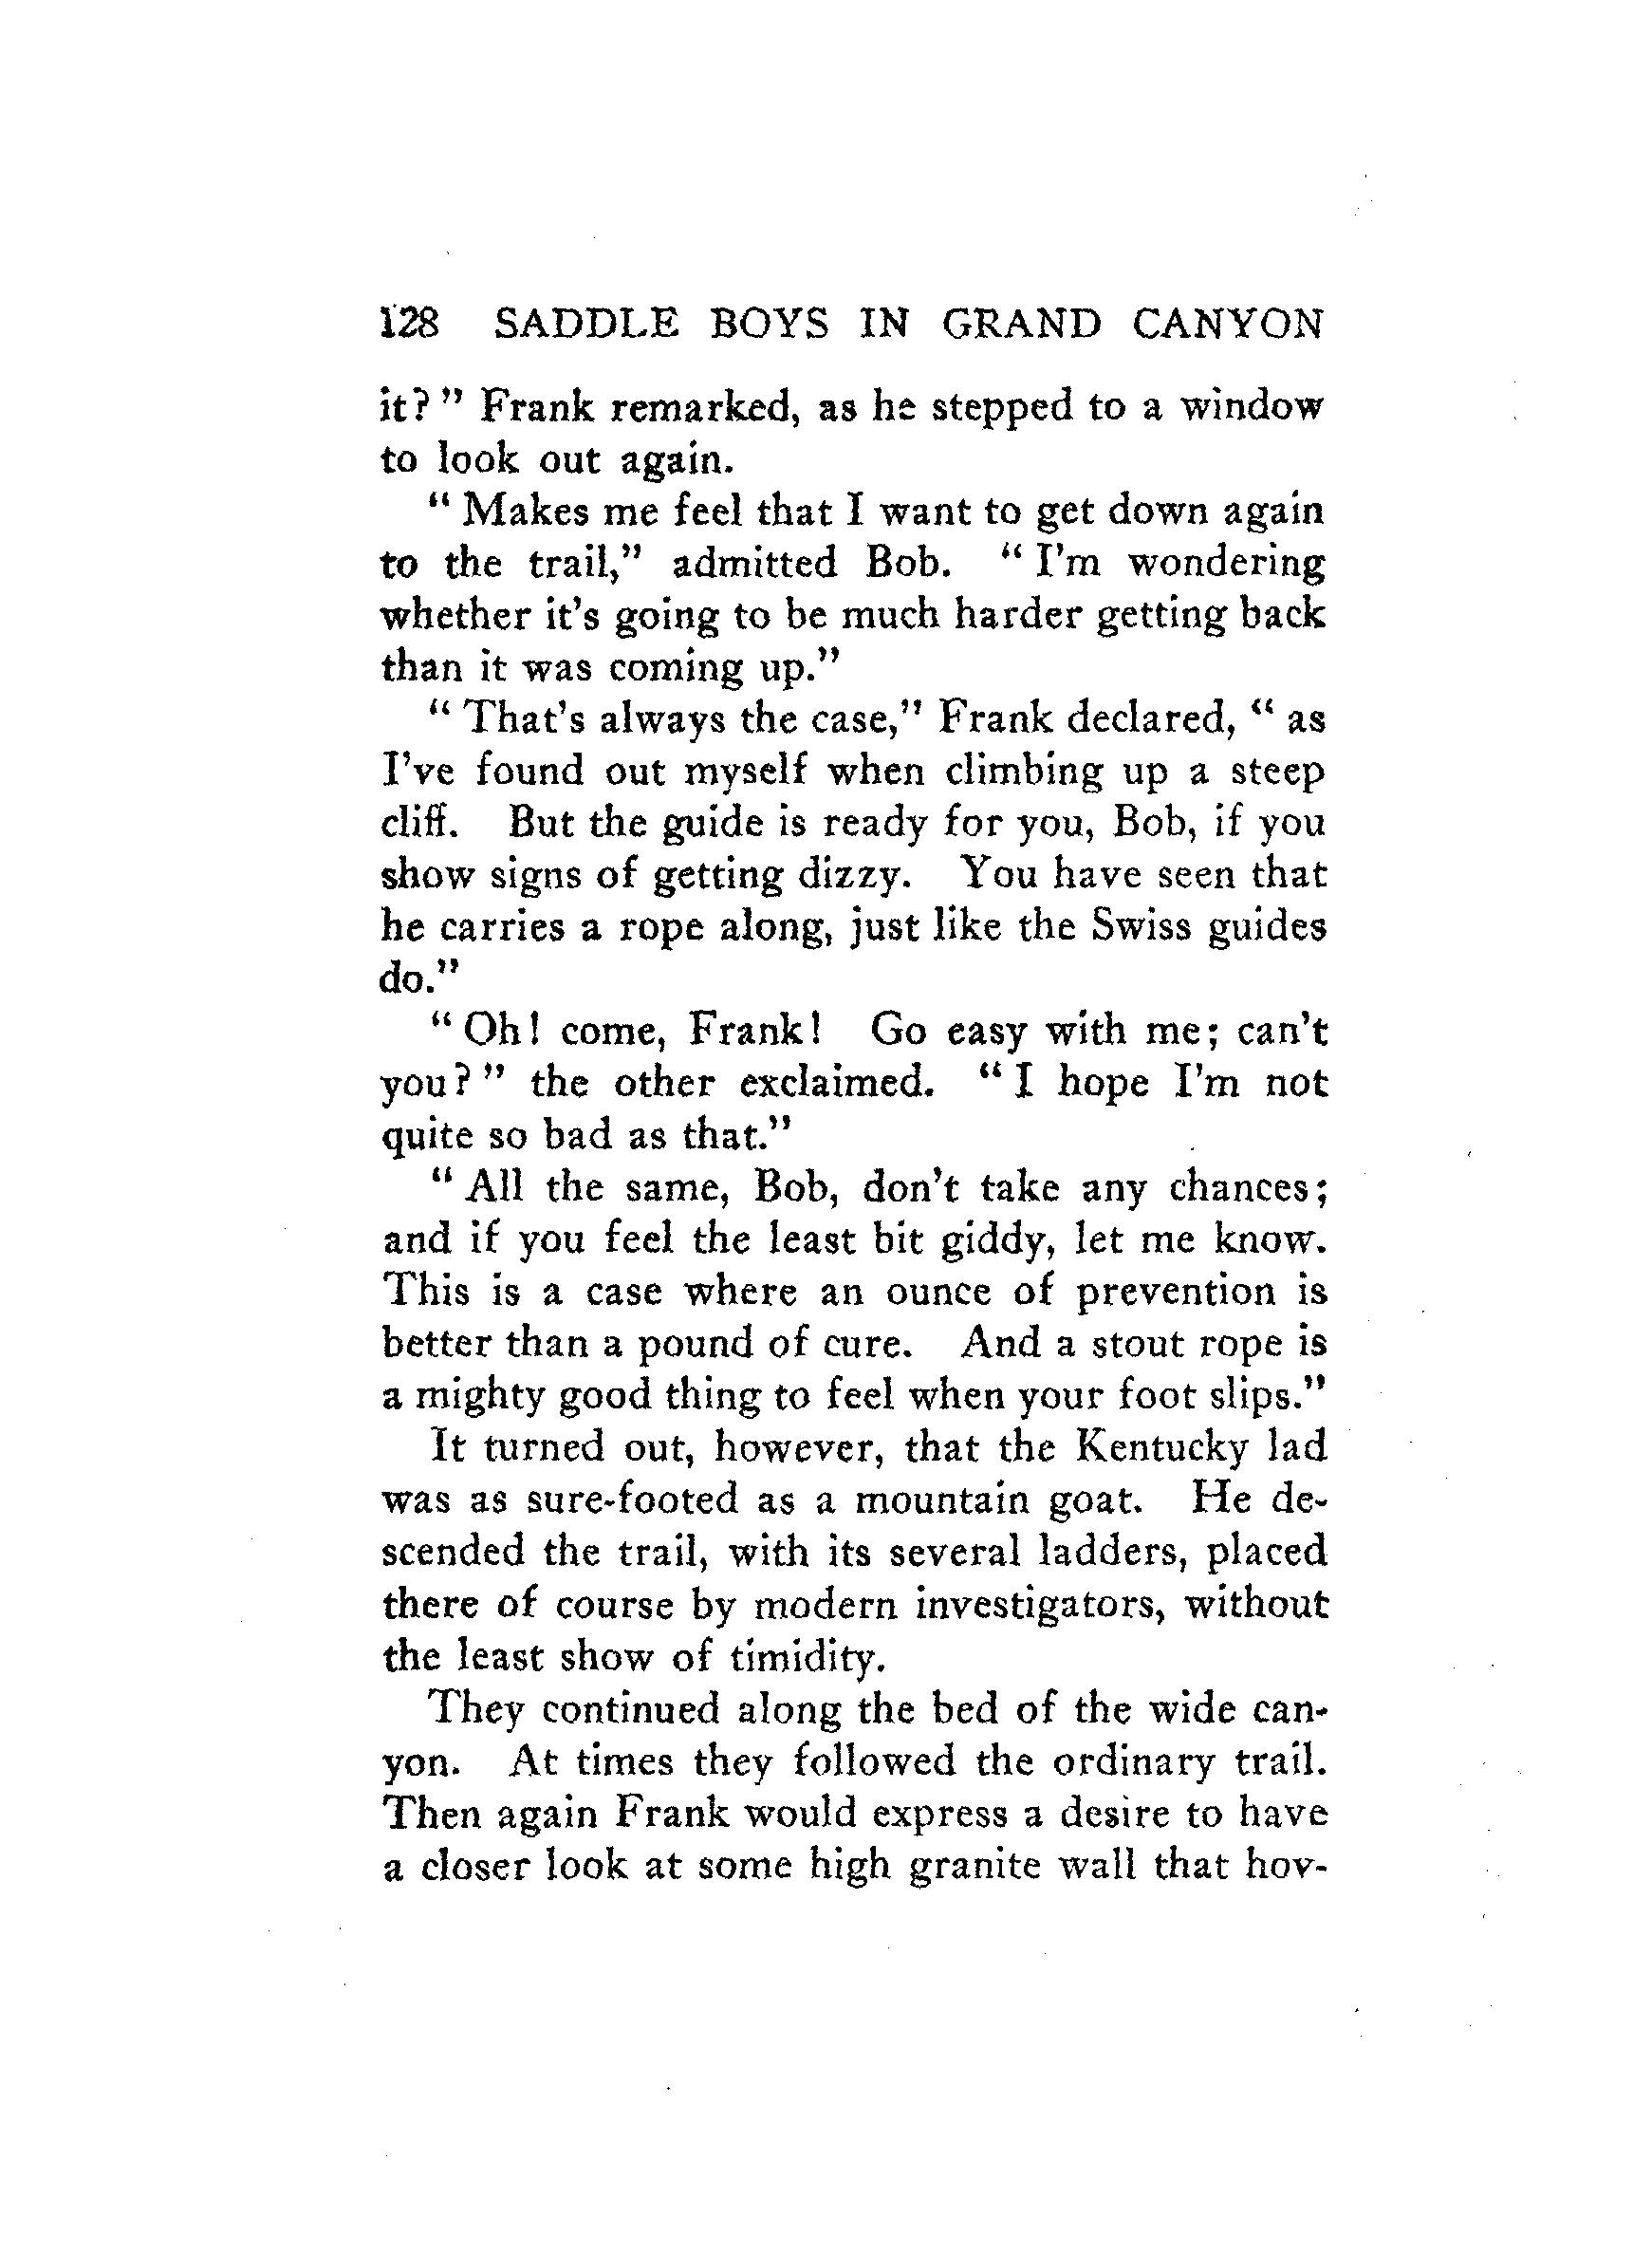 128 SADDLE BOYS IN GRAND CANYON
it?" Frank remarked, as he stepped to a window
to look out again.
"Makes me feel that I want to get down again
to the trail," admitted Bob. "I'm wondering
whether it's going to be much harder getting back
than it was coming up."
"That's always the case," Frank declared, "as
I've found out myself when climbing up a steep
cliff. But the guide is ready for you, Bob, if you
show signs of getting dizzy. You have seen that
he carries a rope along, just like the Swiss guides
do."
"Oh! come, Frank! Go easy with me; can't
you?" the other exclaimed. "I hope I'm not
quite so bad as that."
"All the same, Bob, don't take any chances;
and if you feel the least bit giddy, let me know.
This is a case where an ounce of prevention is
better than a pound of cure. And a stout rope is
a mighty good thing to feel when your foot slips."
It turned out, however, that the Kentucky lad
was as sure-footed as a mountain goat. He de-
scended the trail, with its several ladders, placed
there of course by modern investigators, without
the least show of timidity.
They continued along the bed of the wide can-
yon. At times they followed the ordinary trail.
Then again Frank would express a desire to have
a closer look at some high granite wall that hov-